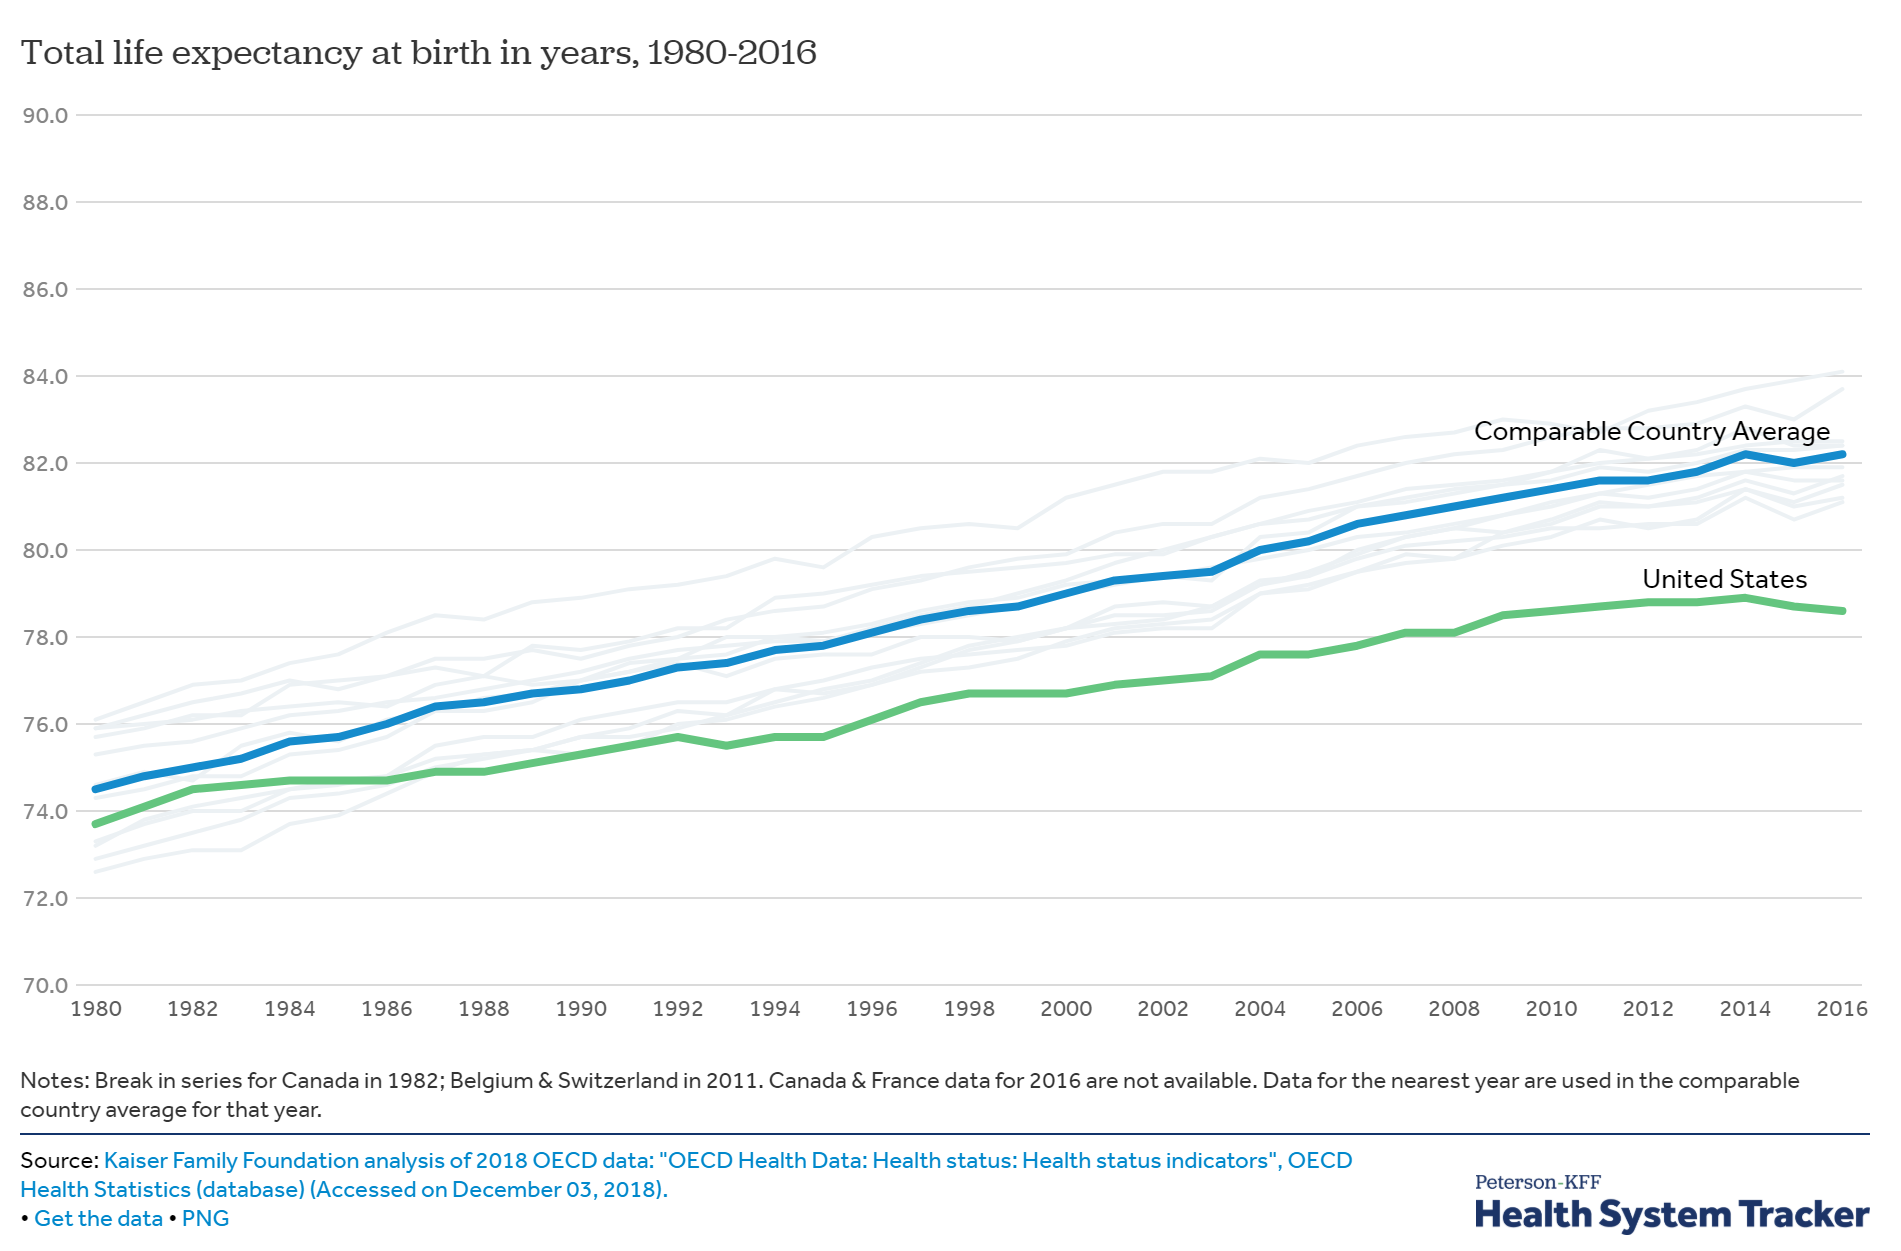 Total life expectancy at birth in years, 1980-2016
90.0
88.0
86.0
84.0
82.0
80.0
78.0
76.0
74.0
72.0
70.0
Comparable Country Average
United States
1980 1982 1984 1986 1988 1990 1992 1994 1996 1998 2000 2002 2004 2006 2008 2010 2012 2014 2016
Notes: Break in series for Canada in 1982; Belgium & Switzerland in 2011. Canada & France data for 2016 are not available. Data for the nearest year are used in the comparable
country average for that year.
Source: Kaiser Family Foundation analysis of 2018 OECD data: "OECD Health Data: Health status: Health status indicators", OECD
Health Statistics (database) (Accessed on December 03, 2018).
• Get the data • PNG
Peterson-KFF
Health System Tracker